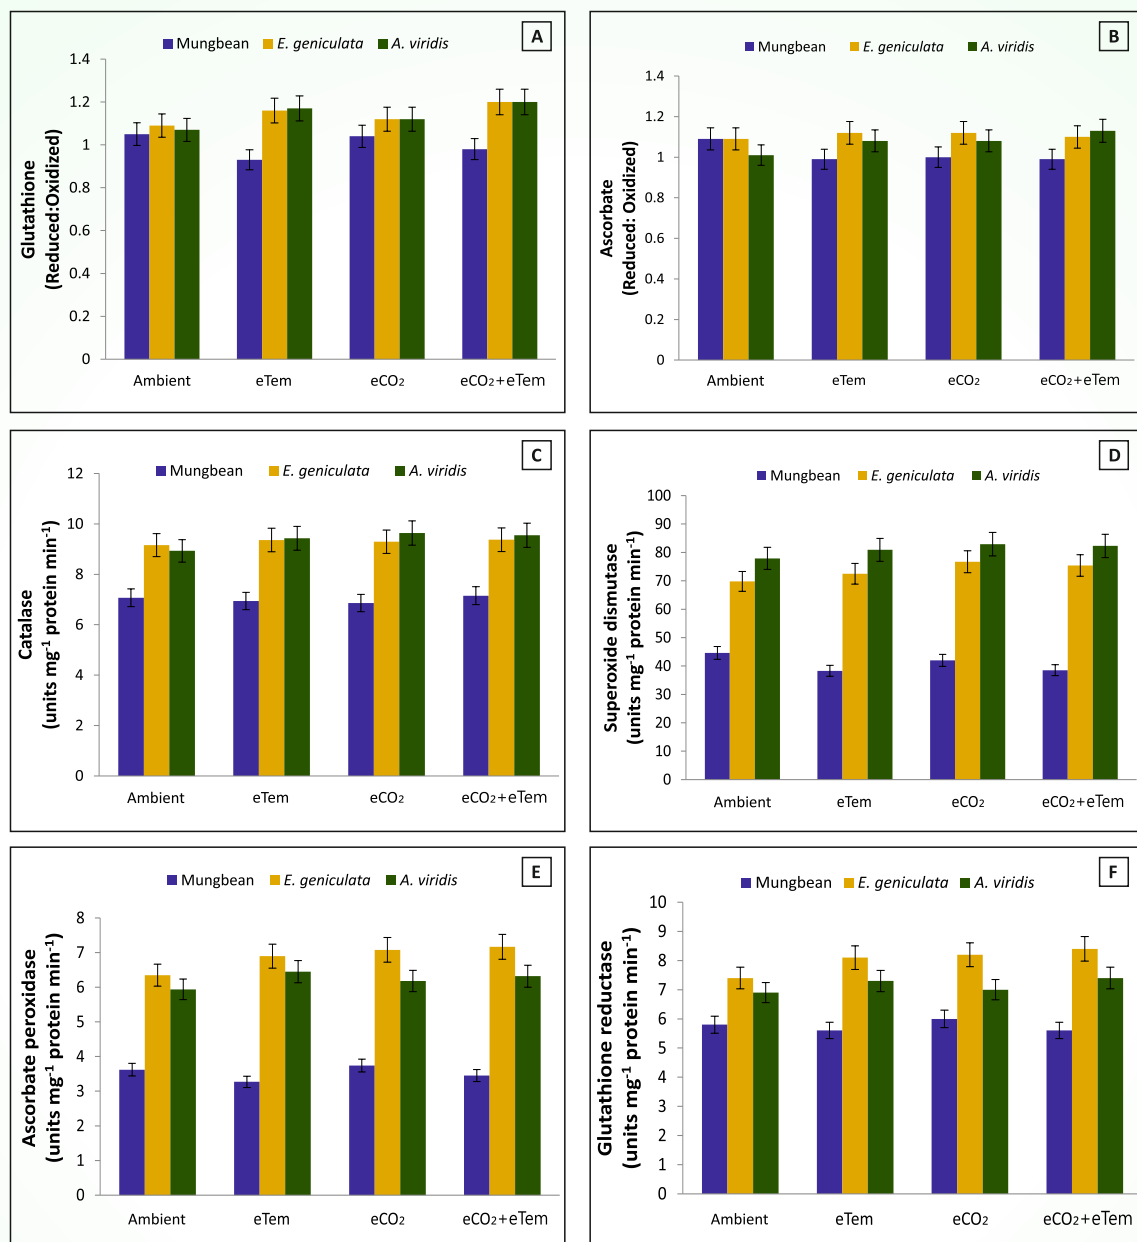 A
Mungbean E. geniculata A. viridis
Glutathione
(Reduced:Oxidized)
1.4
1.2
1
0.8
0.6
0.4
0.2
0
Ambient eTem eCO₂ eCO₂+eTem
B
Mungbean E. geniculata A. viridis
Ascorbate
(Reduced: Oxidized)
1.4
1.2
1
0.8
0.6
0.4
0.2
0
Ambient eTem eCO₂ eCO₂+eTem
C
Mungbean E. geniculata A. viridis
Catalase
(units mg⁻¹ protein min⁻¹)
12
10
8
6
4
2
0
Ambient eTem eCO₂ eCO₂+eTem
D
Mungbean E. geniculata A. viridis
Superoxide dismutase
(units mg⁻¹ protein min⁻¹)
100
90
80
70
60
50
40
30
20
10
0
Ambient eTem eCO₂ eCO₂+eTem
E
Mungbean E. geniculata A. viridis
Ascorbate peroxidase
(units mg⁻¹ protein min⁻¹)
8
7
6
5
4
3
2
1
0
Ambient eTem eCO₂ eCO₂+eTem
F
Mungbean E. geniculata A. viridis
Glutathione reductase
(units mg⁻¹ protein min⁻¹)
10
9
8
7
6
5
4
3
2
1
0
Ambient eTem eCO₂ eCO₂+eTem